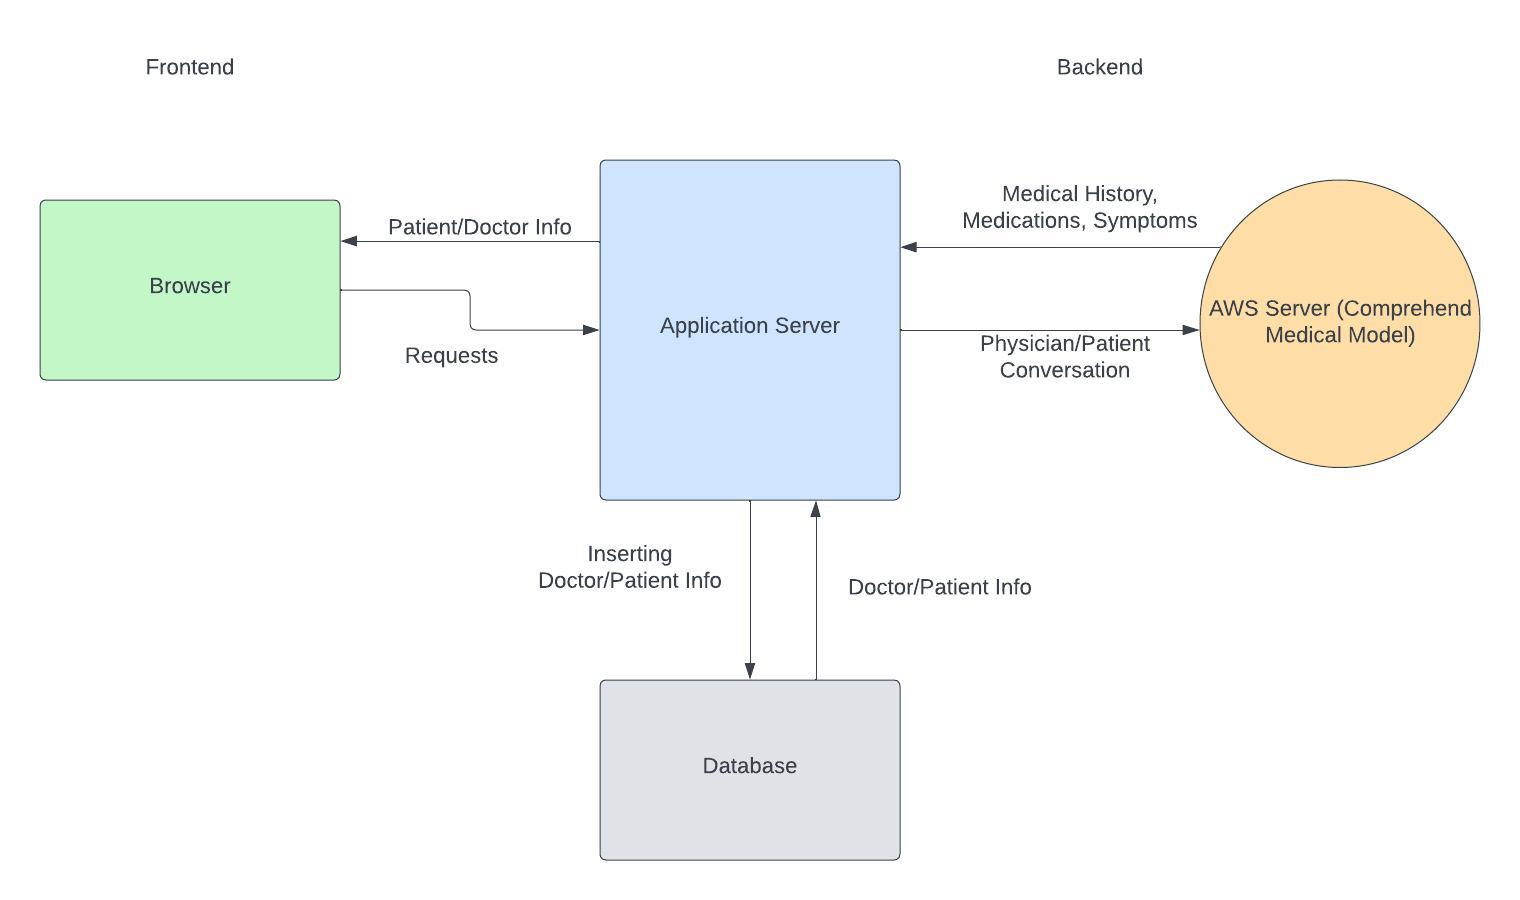 Frontend
Backend
Patient/Doctor Info
Medical History,
Medications, Symptoms
Browser
Application Server
AWS Server (Comprehend
Medical Model)
Requests
Physician/Patient
Conversation
Inserting
Doctor/Patient Info
Doctor/Patient Info
Database